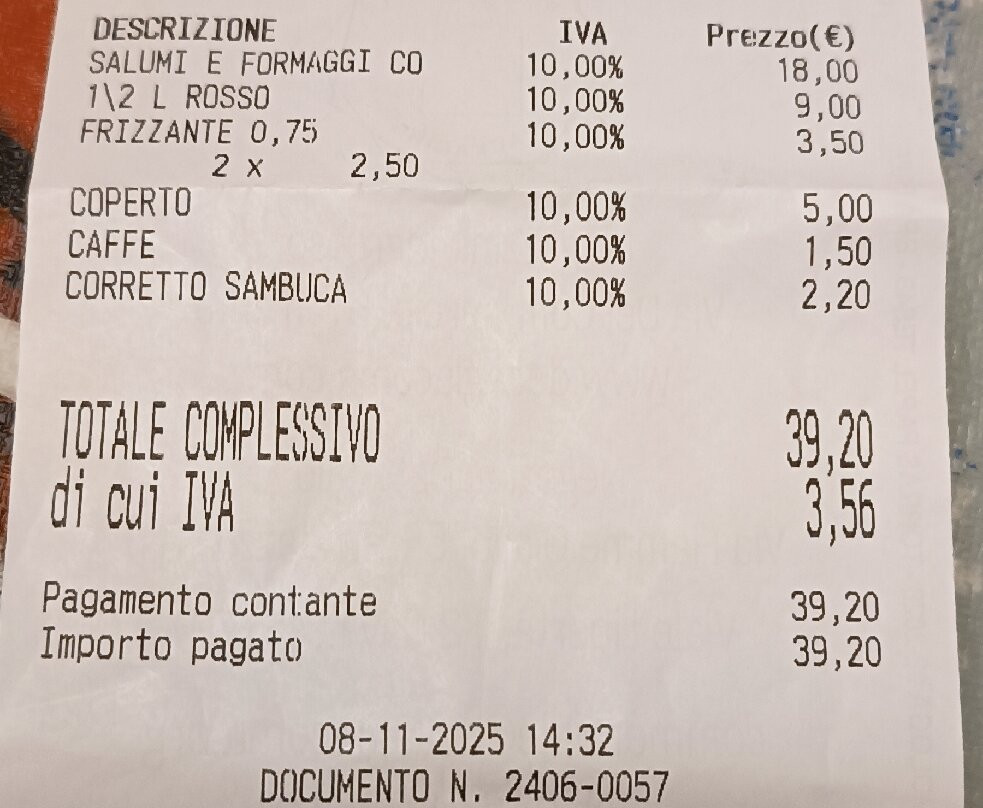 DESCRIZIONE IVA Prezzo(€)
SALUMI E FORMAGGI CO 10,00% 18,00
1\2 L ROSSO 10,00% 9,00
FRIZZANTE 0,75 10,00% 3,50
2 x 2,50
COPERTO 10,00% 5,00
CAFFE 10,00% 1,50
CORRETTO SAMBUCA 10,00% 2,20
TOTALE COMPLESSIVO 39,20
di cui IVA 3,56
Pagamento contante 39,20
Importo pagato 39,20
08-11-2025 14:32
DOCUMENTO N. 2406-0057